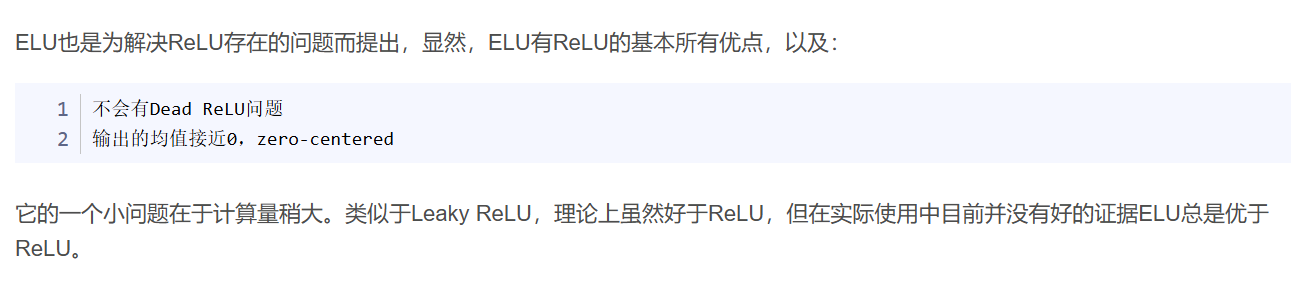 ELU也是为解决ReLU存在的问题而提出，显然，ELU有ReLU的基本所有优点，以及：
1 不会有Dead ReLU问题
2 输出的均值接近0，zero-centered
它的一个小问题在于计算量稍大。类似于Leaky ReLU，理论上虽然好于ReLU，但在实际使用中目前并没有好的证据ELU总是优于
ReLU。